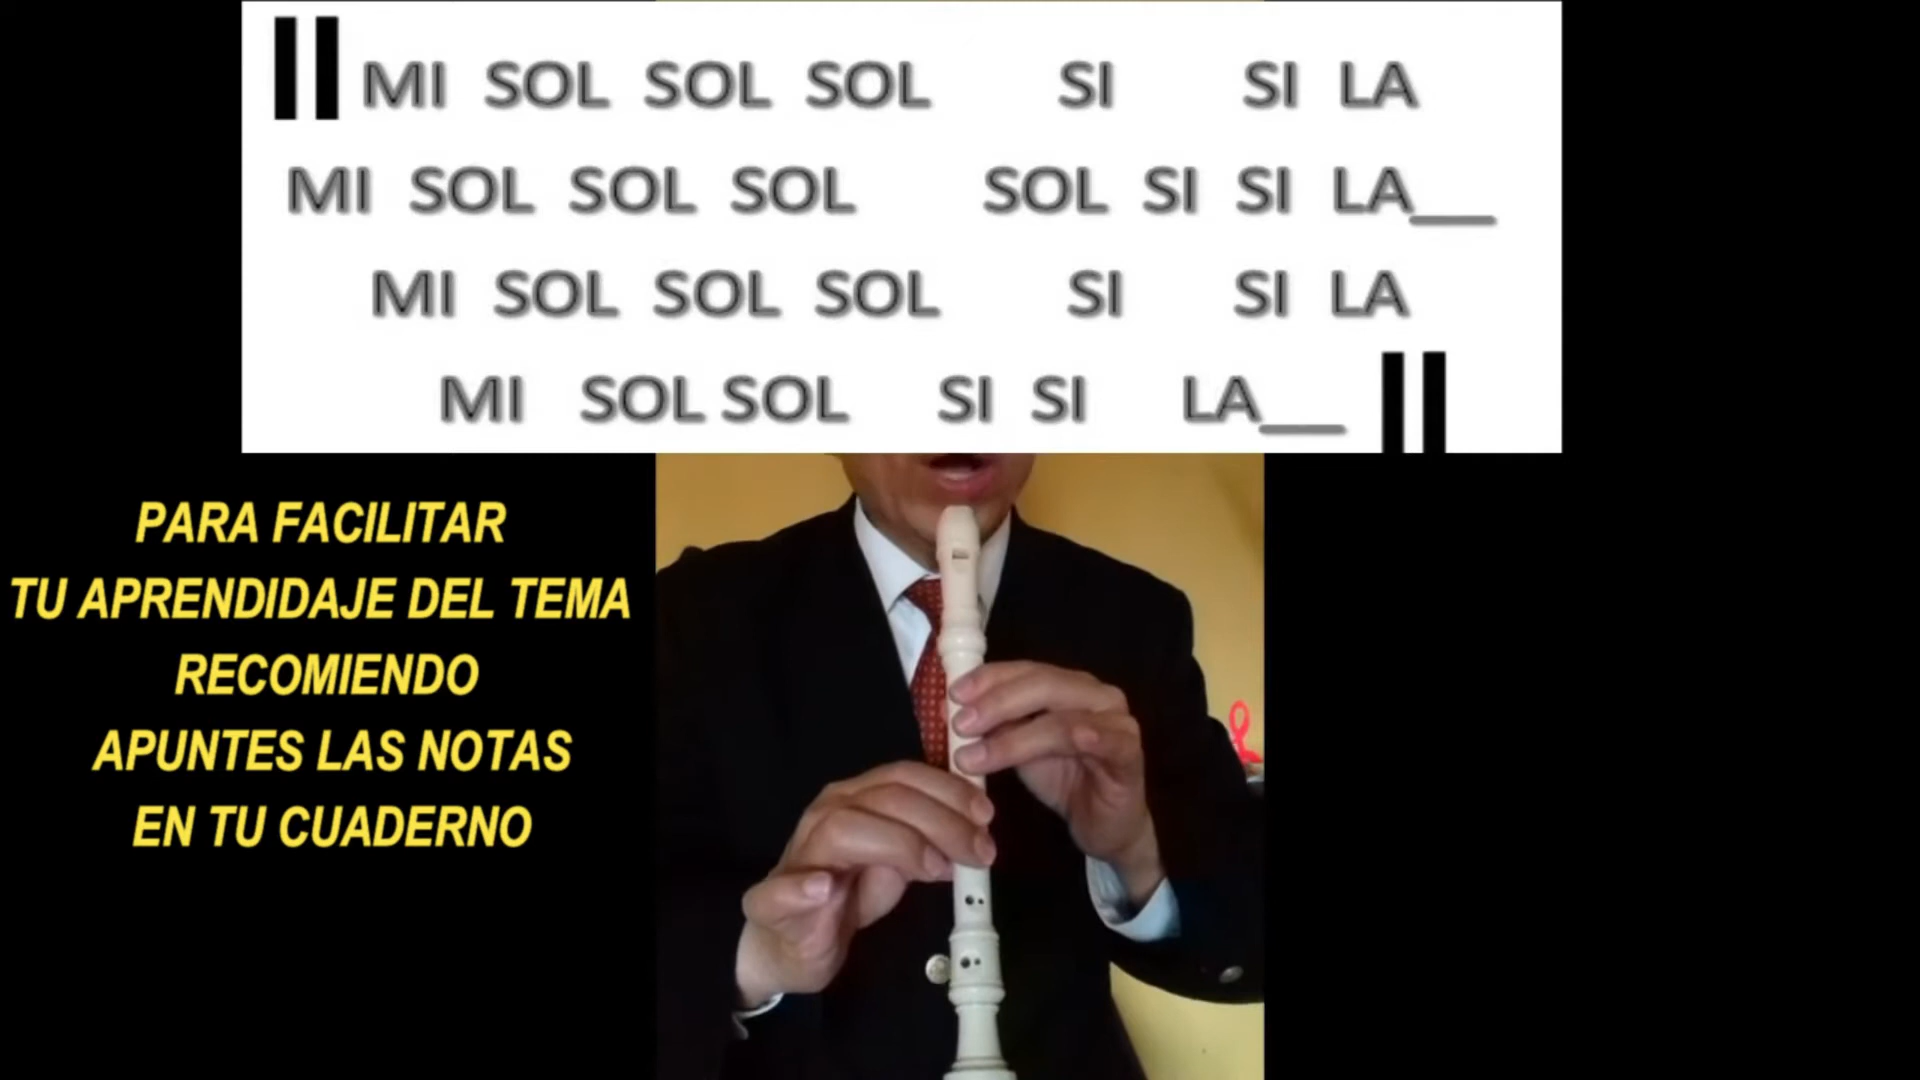 MI SOL SOL SOL SI SI LA
MI SOL SOL SOL SOL SI SI LA__
MI SOL SOL SOL SI SI LA
MI SOL SOL SI SI LA__
PARA FACILITAR
TU APRENDIDAJE DEL TEMA
RECOMIENDO
APUNTES LAS NOTAS
EN TU CUADERNO